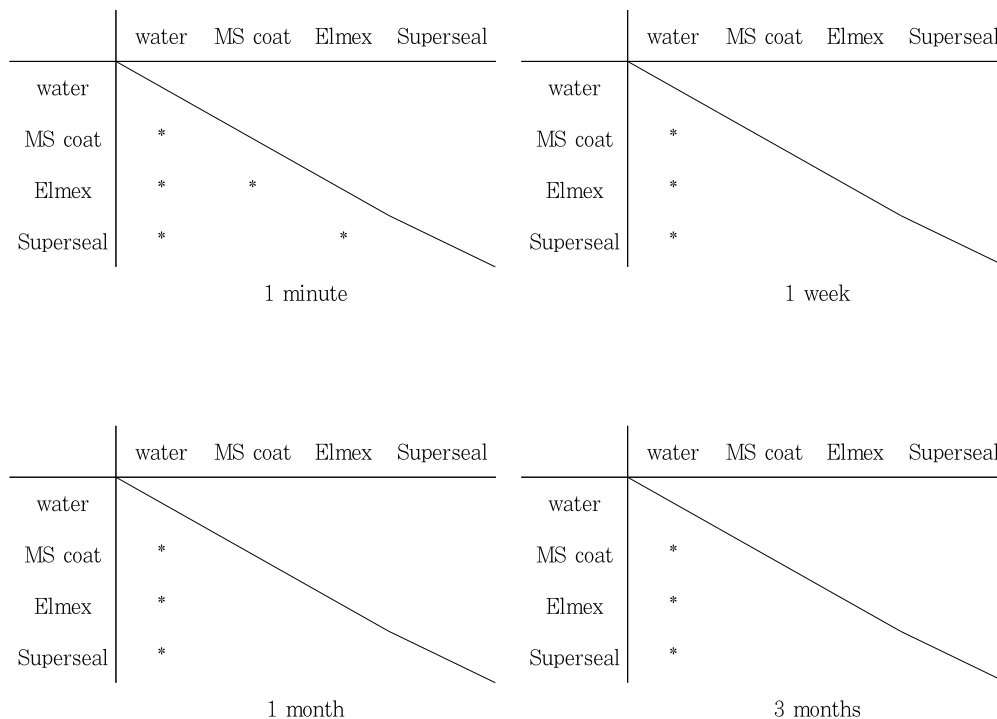 water MS coat Elmex Superseal
water
MS coat *
Elmex * *
Superseal * *
1 minute
water MS coat Elmex Superseal
water
MS coat *
Elmex *
Superseal *
1 week
water MS coat Elmex Superseal
water
MS coat *
Elmex *
Superseal *
1 month
water MS coat Elmex Superseal
water
MS coat *
Elmex *
Superseal *
3 months